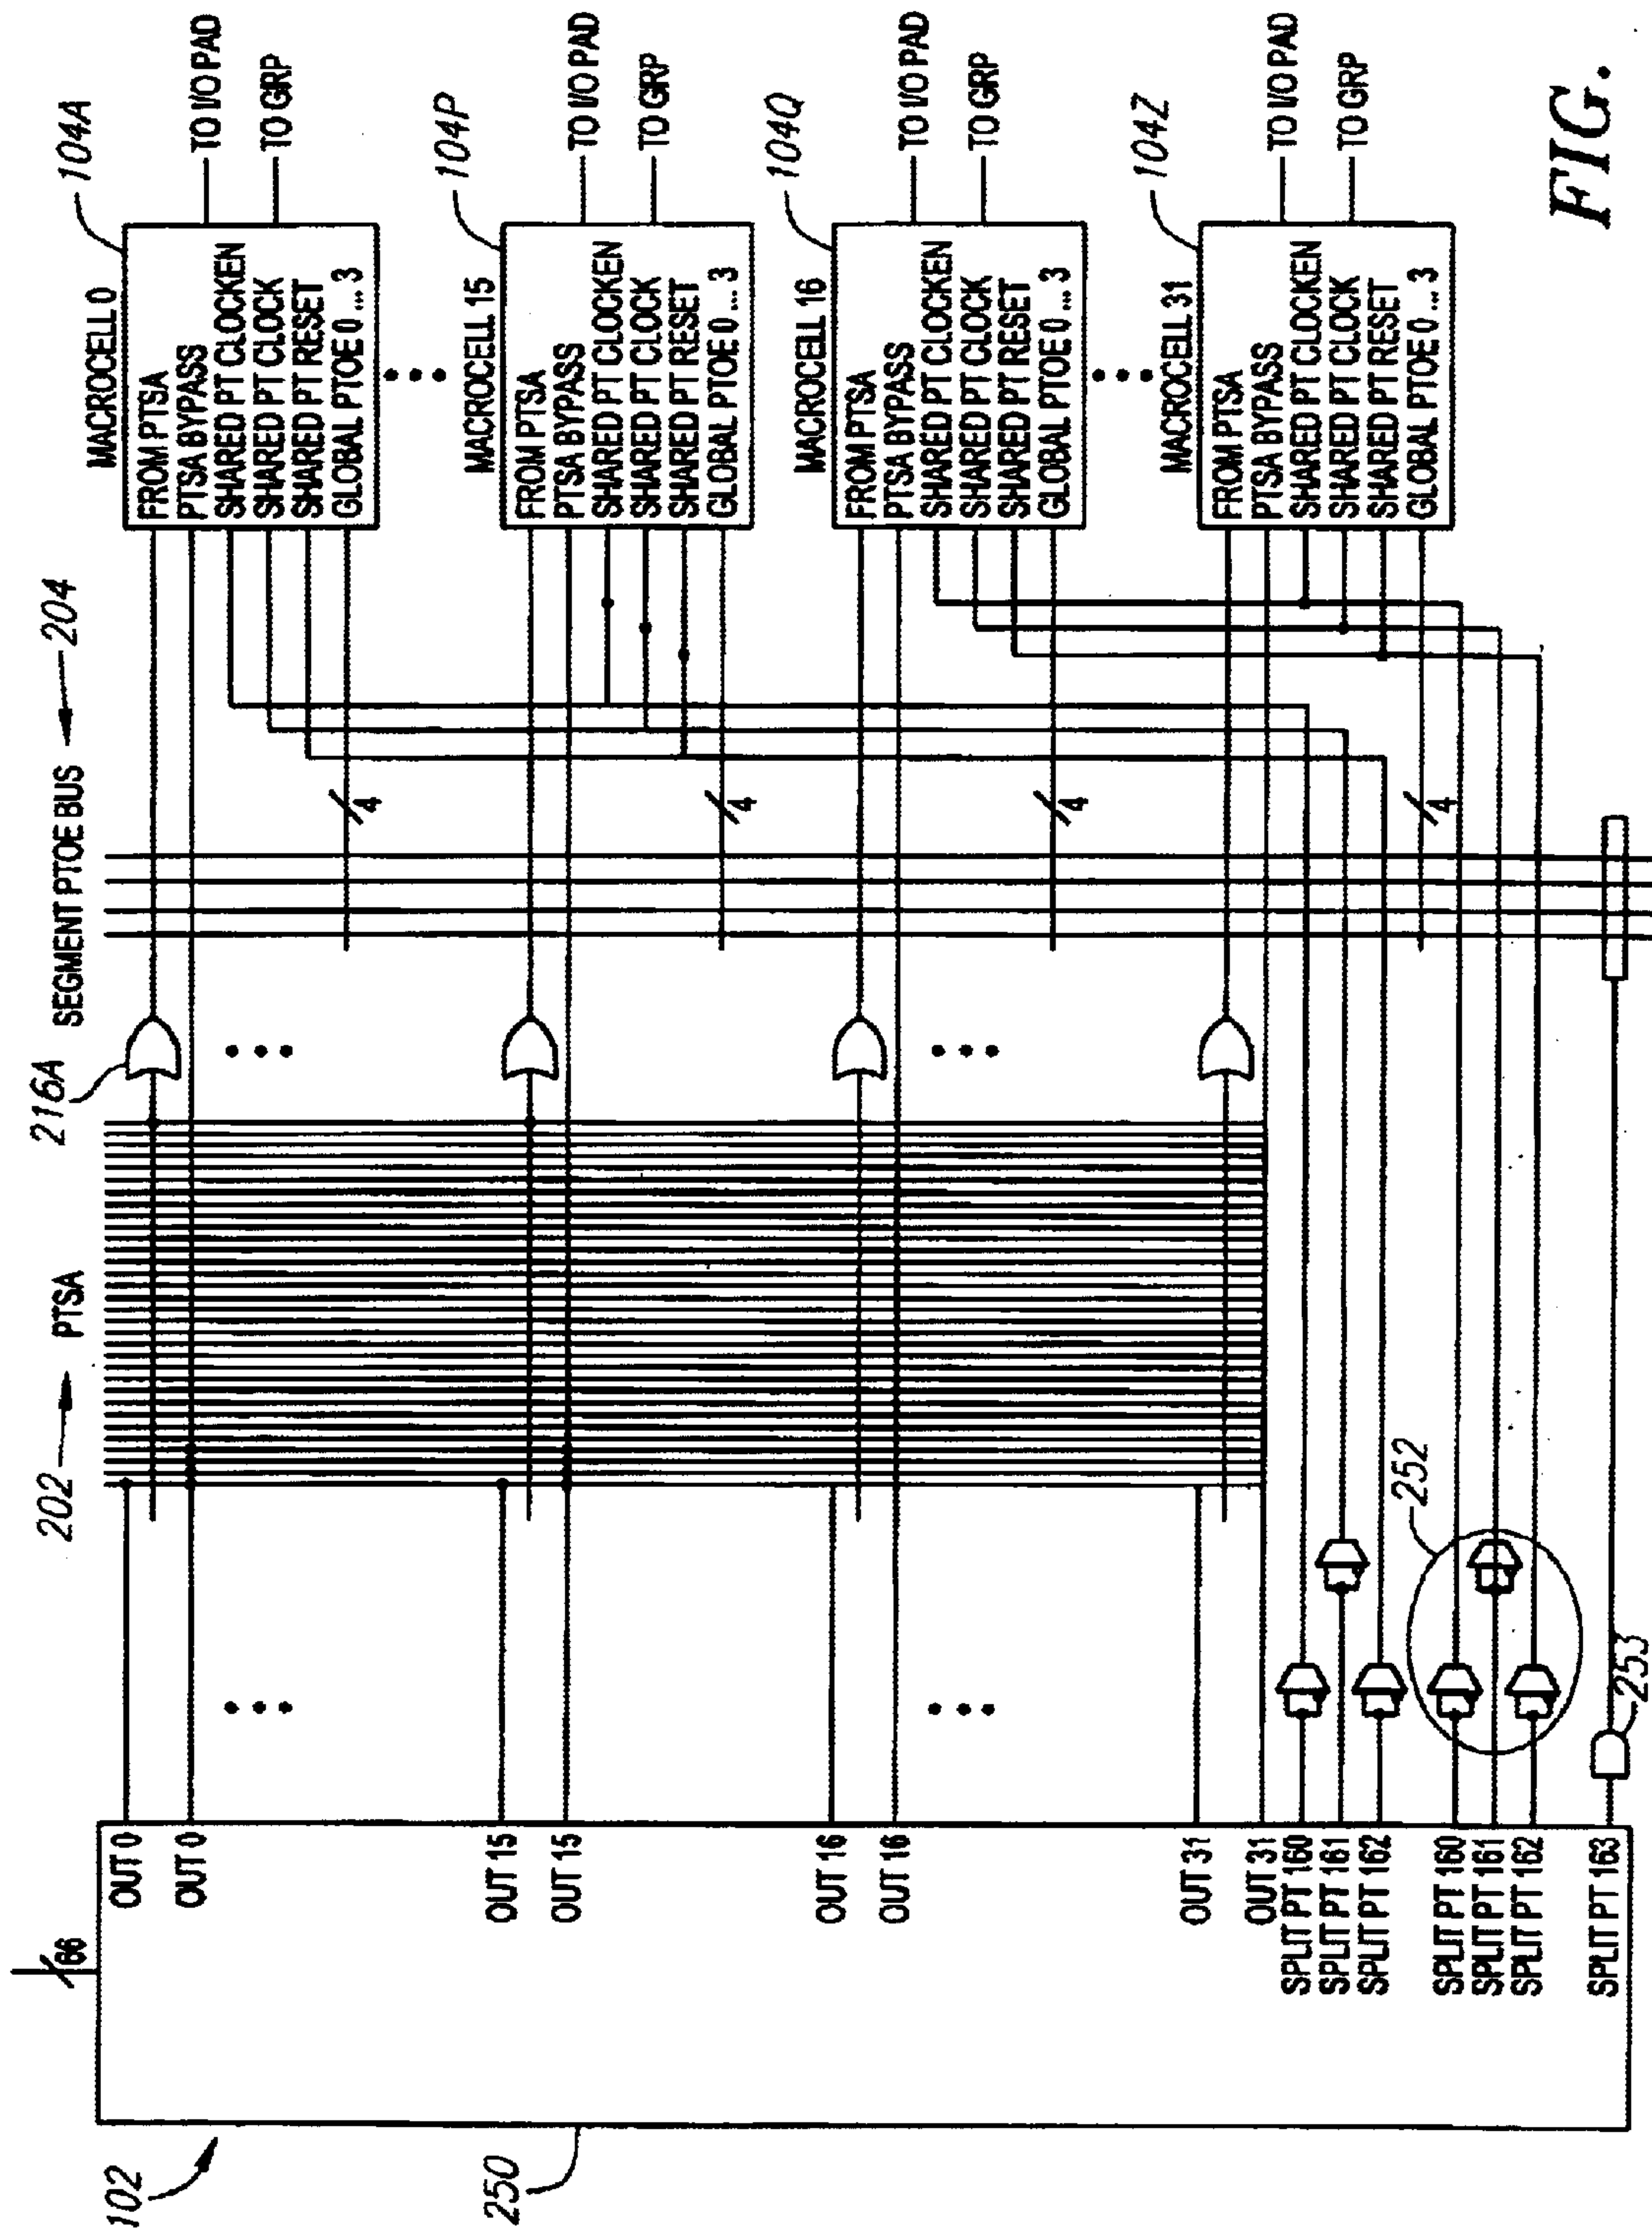 102
250
66
OUT 0
OUT 0
OUT 15
OUT 15
OUT 16
OUT 16
OUT 31
OUT 31
SPLIT PT 160
SPLIT PT 161
SPLIT PT 162
SPLIT PT 160
SPLIT PT 161
SPLIT PT 162
SPLIT PT 163
253
252
202
PTSA
216A
SEGMENT PTOE BUS
204
4
4
4
4
MACROCELL 0
104A
FROM PTSA
PTSA BYPASS
SHARED PT CLOCKEN
SHARED PT CLOCK
SHARED PT RESET
GLOBAL PTOE 0 ... 3
TO I/O PAD
TO GRP
MACROCELL 15
104P
FROM PTSA
PTSA BYPASS
SHARED PT CLOCKEN
SHARED PT CLOCK
SHARED PT RESET
GLOBAL PTOE 0 ... 3
TO I/O PAD
TO GRP
MACROCELL 16
104Q
FROM PTSA
PTSA BYPASS
SHARED PT CLOCKEN
SHARED PT CLOCK
SHARED PT RESET
GLOBAL PTOE 0 ... 3
TO I/O PAD
TO GRP
MACROCELL 31
104Z
FROM PTSA
PTSA BYPASS
SHARED PT CLOCKEN
SHARED PT CLOCK
SHARED PT RESET
GLOBAL PTOE 0 ... 3
TO I/O PAD
TO GRP
FIG.